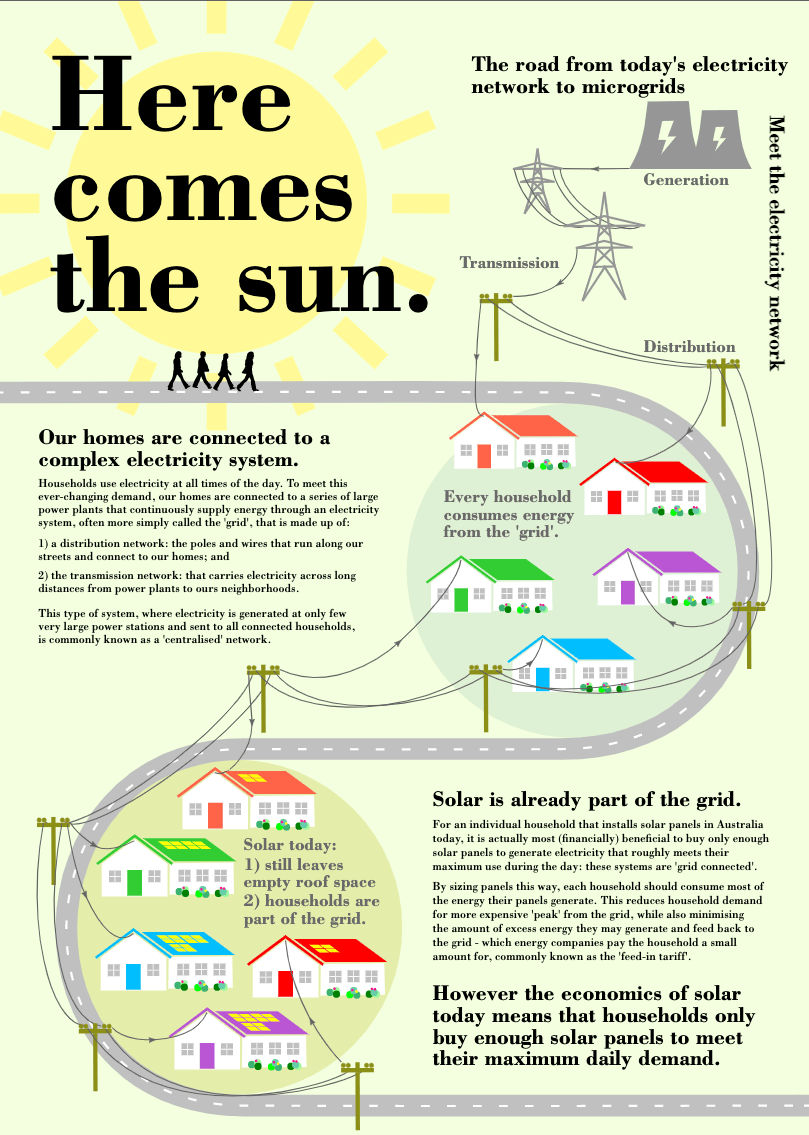 Here
comes
the sun.
The road from today's electricity
network to microgrids
Meet the electricity network
Generation
Transmission
Distribution
Our homes are connected to a
complex electricity system.
Households use electricity at all times of the day. To meet this
ever-changing demand, our homes are connected to a series of large
power plants that continuously supply energy through an electricity
system, often more simply called the 'grid', that is made up of:
1) a distribution network: the poles and wires that run along our
streets and connect to our homes; and
2) the transmission network: that carries electricity across long
distances from power plants to ours neighborhoods.
This type of system, where electricity is generated at only few
very large power stations and sent to all connected households,
is commonly known as a 'centralised' network.
Every household
consumes energy
from the 'grid'.
Solar today:
1) still leaves
empty roof space
2) households are
part of the grid.
Solar is already part of the grid.
For an individual household that installs solar panels in Australia
today, it is actually most (financially) beneficial to buy only enough
solar panels to generate electricity that roughly meets their
maximum use during the day: these systems are 'grid connected'.
By sizing panels this way, each household should consume most of
the energy their panels generate. This reduces household demand
for more expensive 'peak' from the grid, while also minimising
the amount of excess energy they may generate and feed back to
the grid - which energy companies pay the household a small
amount for, commonly known as the 'feed-in tariff'.
However the economics of solar
today means that households only
buy enough solar panels to meet
their maximum daily demand.